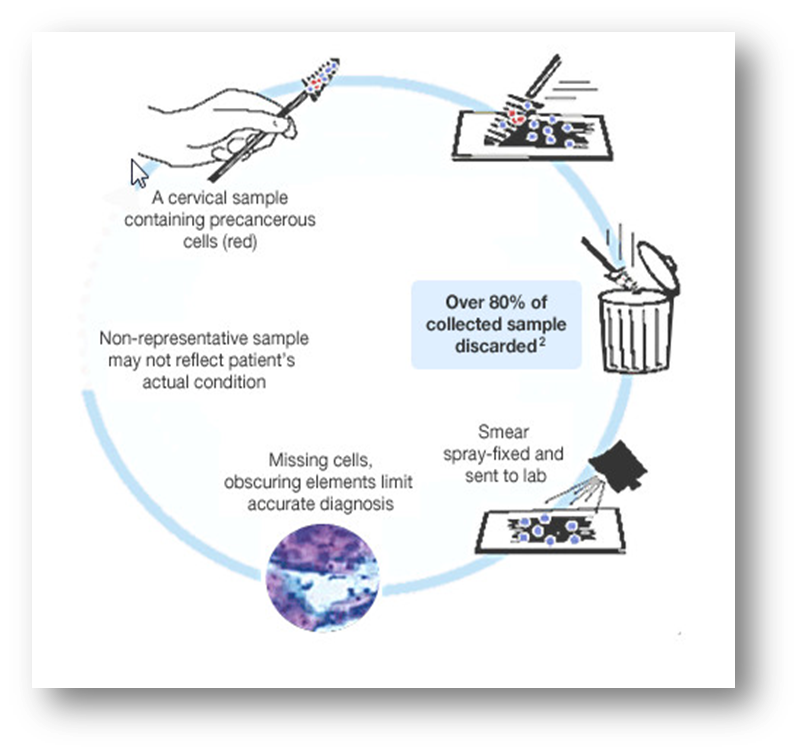 A cervical sample
containing precancerous
cells (red)
Over 80% of
collected sample
discarded²
Smear
spray-fixed and
sent to lab
Missing cells,
obscuring elements limit
accurate diagnosis
Non-representative sample
may not reflect patient's
actual condition